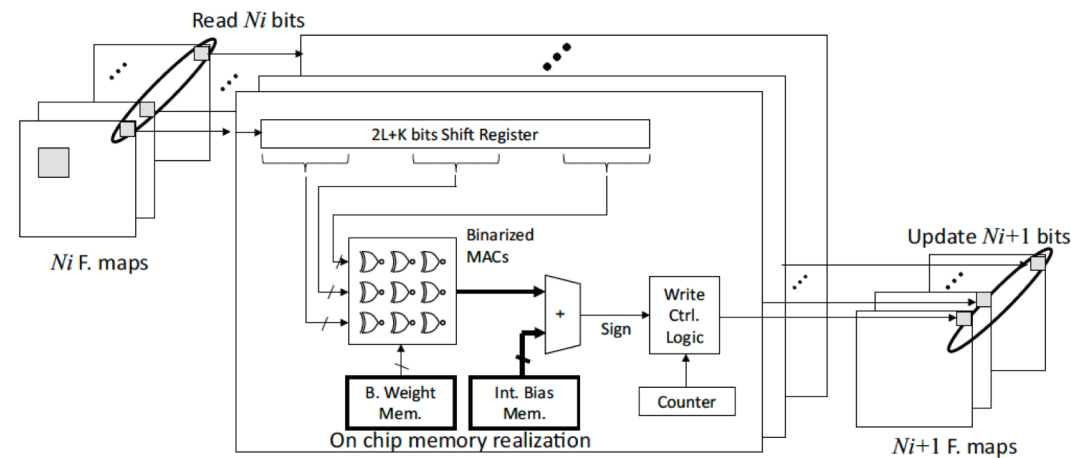 Read Ni bits
2L+K bits Shift Register
Ni F. maps
Binarized
MACs
+
Sign
Write
Ctrl.
Logic
B. Weight
Mem.
Int. Bias
Mem.
Counter
On chip memory realization
Update Ni+1 bits
Ni+1 F. maps